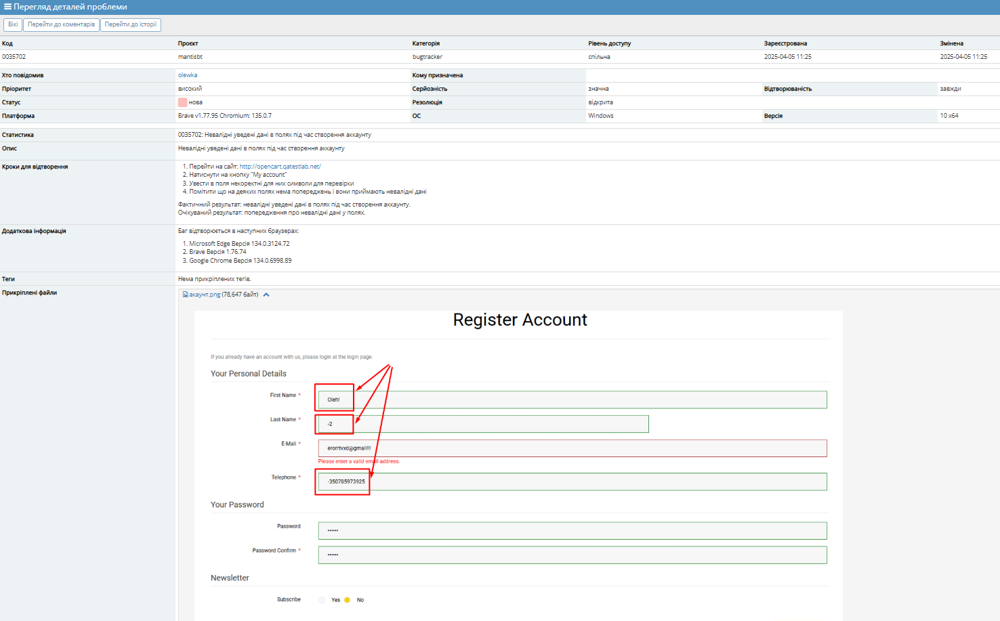 Перегляд деталей проблеми
Вікі Перейти до коментарів Перейти до історії
Код Проєкт Категорія Рівень доступу Зареєстрована Змінена
0035702 mantisbt bugtracker спільна 2025-04-05 11:25 2025-04-05 11:25
Хто повідомив olewka Кому призначена
Пріоритет високий Серйозність значна Відтворюваність завжди
Статус нова Резолюція відкрита
Платформа Brave v1.77.95 Chromium: 135.0.7 ОС Windows Версія 10 x64
Статистика 0035702: Невалідні уведені дані в полях під час створення аккаунту
Опис Невалідні уведені дані в полях під час створення аккаунту
Кроки для відтворення 1. Перейти на сайт: http://opencart.qatestlab.net/
2. Натиснути на кнопку "My account"
3. Увести в поля некоректні для них символи для перевірки
4. Помітити що на деяких полях нема попереджень і вони приймають невалідні дані
Фактичний результат: невалідні уведені дані в полях під час створення аккаунту.
Очікуваний результат: попередження про невалідні дані у полях.
Додаткова інформація Баг відтворюється в наступних браузерах:
1. Microsoft Edge Версія 134.0.3124.72
2. Brave Версія 1.76.74
3. Google Chrome Версія 134.0.6998.89
Теги Нема прикріплених тегів.
Прикріплені файли акаунт.png (78,647 байт)
Register Account
If you already have an account with us, please login at the login page.
Your Personal Details
First Name * Oleh!
Last Name * -2
E-Mail * erorrtvxd@gmail!!!
Please enter a valid email address.
Telephone * -350785973925
Your Password
Password ••••••
Password Confirm * ••••••
Newsletter
Subscribe Yes No